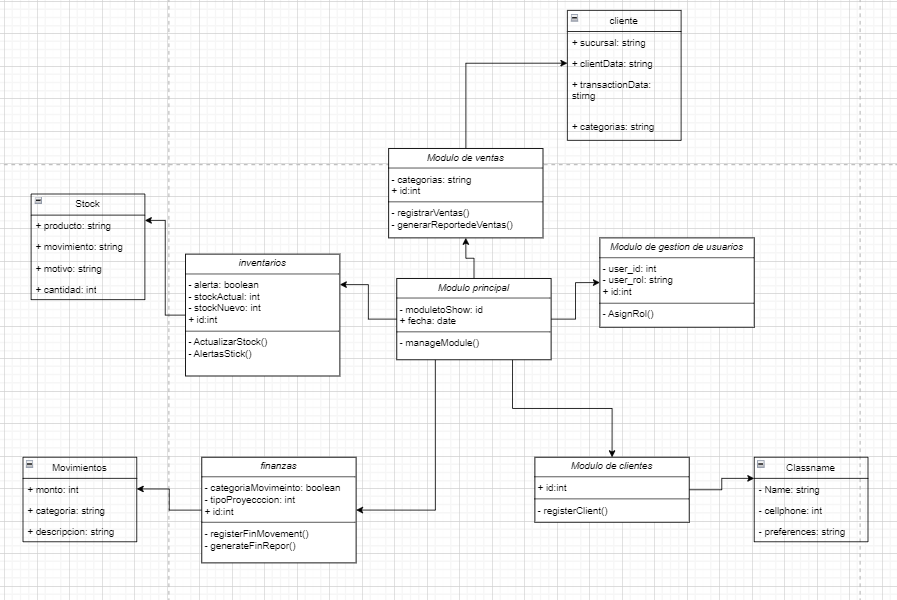 cliente
+ sucursal: string
+ clientData: string
+ transactionData:
stirng
+ categorias: string
Modulo de ventas
- categorias: string
+ id:int
- registrarVentas()
- generarReportedeVentas()
Stock
+ producto: string
+ movimiento: string
+ motivo: string
+ cantidad: int
inventarios
- alerta: boolean
- stockActual: int
- stockNuevo: int
+ id:int
- ActualizarStock()
- AlertasStick()
Modulo principal
- moduletoShow: id
+ fecha: date
- manageModule()
Modulo de gestion de usuarios
- user_id: int
- user_rol: string
+ id:int
- AsignRol()
Movimientos
+ monto: int
+ categoria: string
+ descripcion: string
finanzas
- categoriaMovimeinto: boolean
- tipoProyecccion: int
+ id:int
- registerFinMovement()
- generateFinRepor()
Modulo de clientes
+ id:int
- registerClient()
Classname
- Name: string
- cellphone: int
- preferences: string